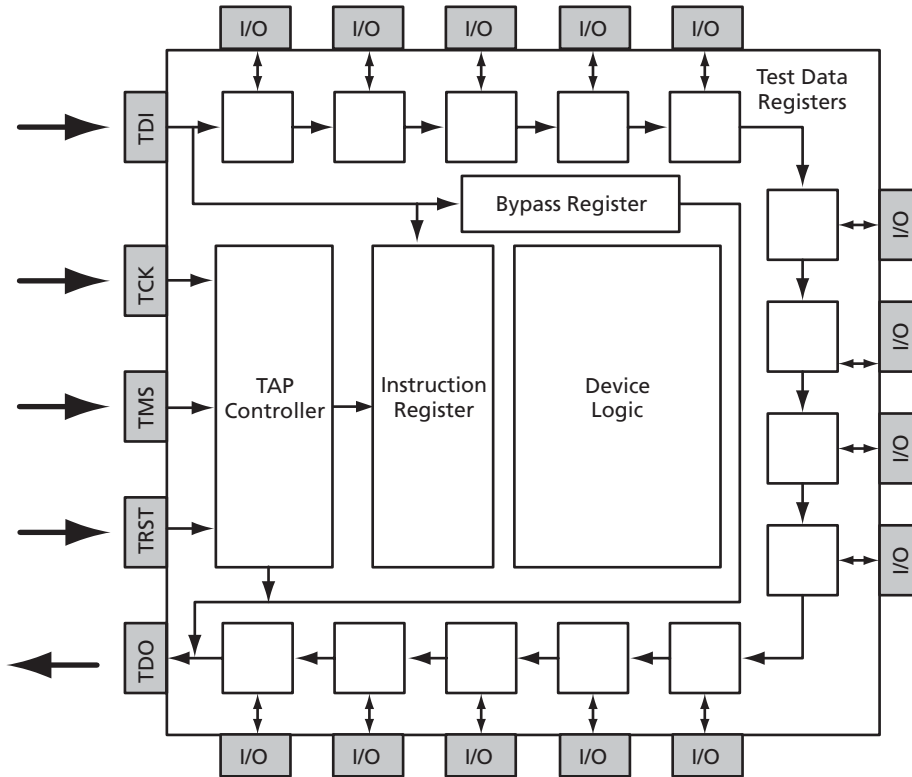 I/O
I/O
I/O
I/O
I/O
Test Data
Registers
TDI
Bypass Register
I/O
TCK
I/O
TMS
TAP
Controller
Instruction
Register
Device
Logic
I/O
TRST
I/O
TDO
I/O
I/O
I/O
I/O
I/O